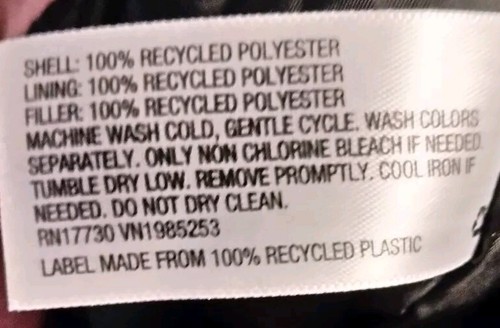 SHELL: 100% RECYCLED POLYESTER
LINING: 100% RECYCLED POLYESTER
FILLER: 100% RECYCLED POLYESTER
MACHINE WASH COLD, GENTLE CYCLE. WASH COLORS
SEPARATELY. ONLY NON CHLORINE BLEACH IF NEEDED.
TUMBLE DRY LOW. REMOVE PROMPTLY. COOL IRON IF
NEEDED. DO NOT DRY CLEAN.
RN17730 VN1985253
LABEL MADE FROM 100% RECYCLED PLASTIC